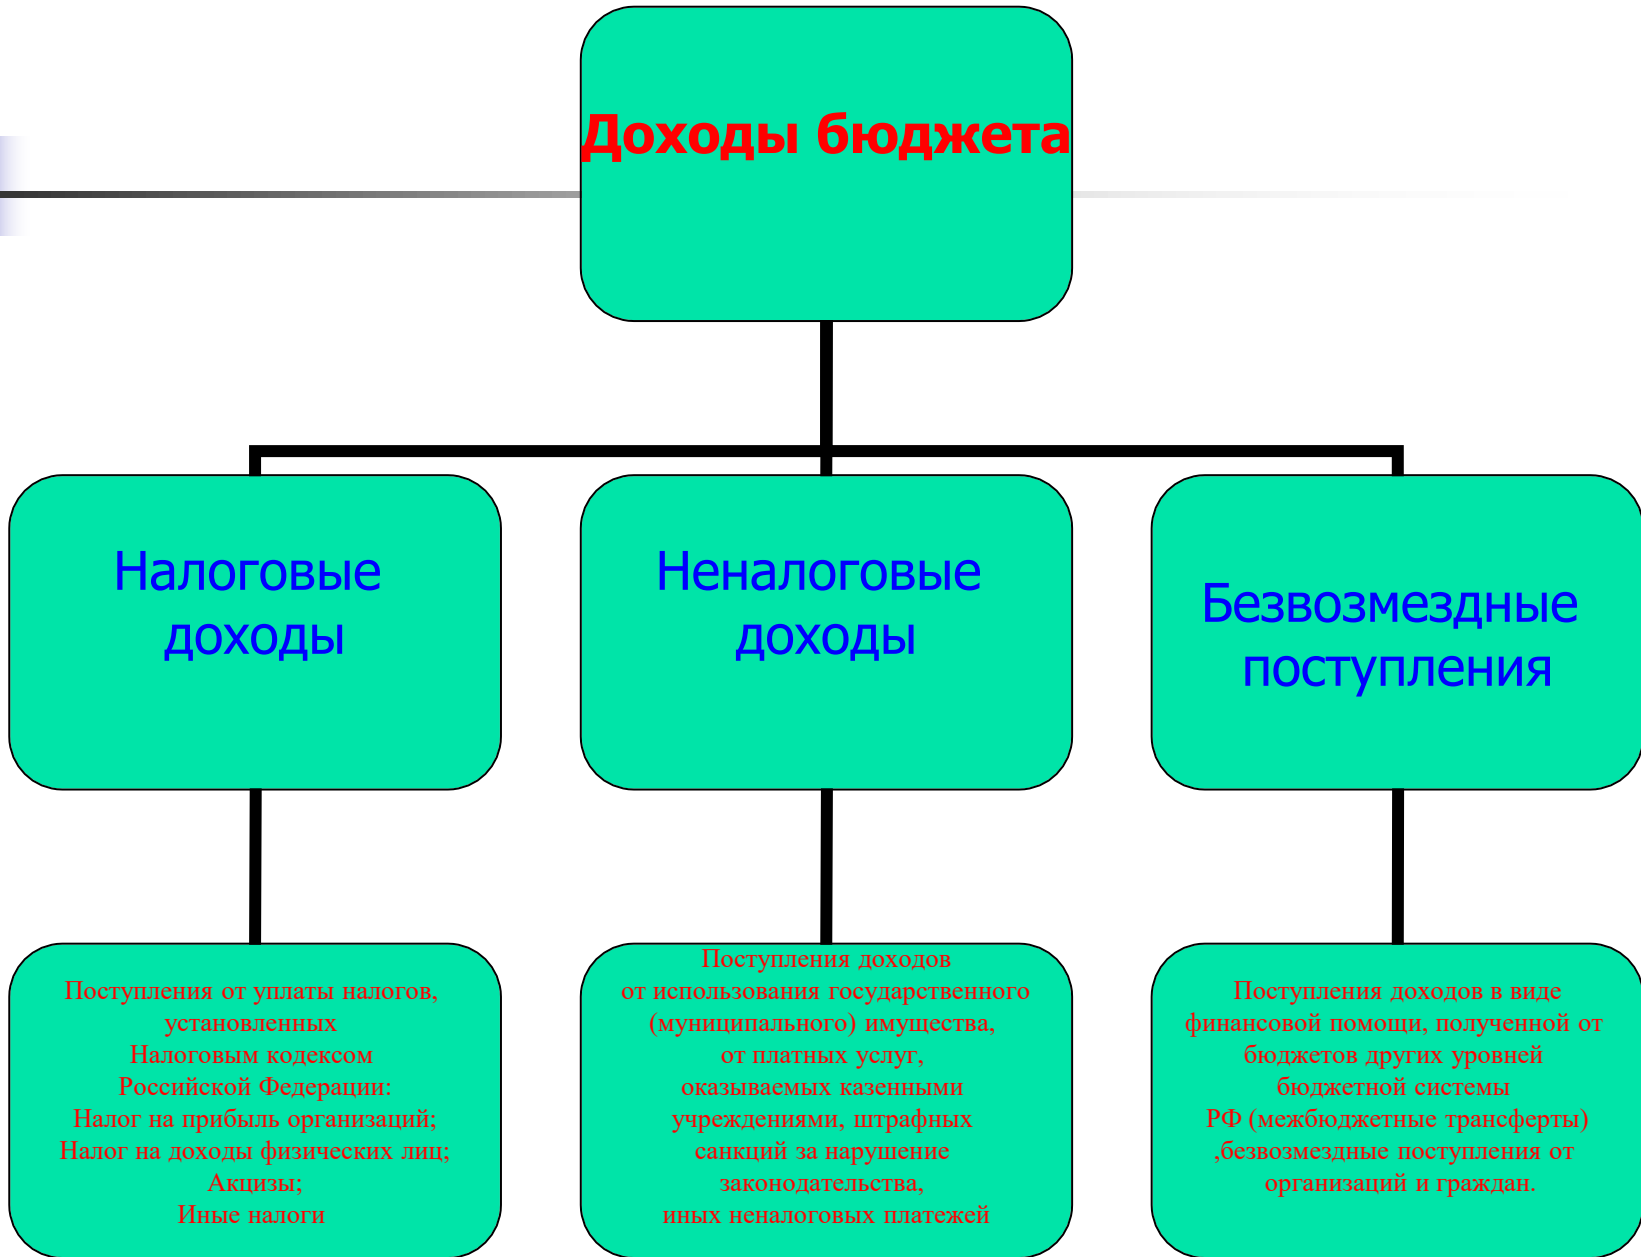 Доходы бюджета
Налоговые
доходы
Неналоговые
доходы
Безвозмездные
поступления
Поступления от уплаты налогов,
установленных
Налоговым кодексом
Российской Федерации:
Налог на прибыль организаций;
Налог на доходы физических лиц;
Акцизы;
Иные налоги
Поступления доходов
от использования государственного
(муниципального) имущества,
от платных услуг,
оказываемых казенными
учреждениями, штрафных
санкций за нарушение
законодательства,
иных неналоговых платежей
Поступления доходов в виде
финансовой помощи, полученной от
бюджетов других уровней
бюджетной системы
РФ (межбюджетные трансферты)
,безвозмездные поступления от
организаций и граждан.